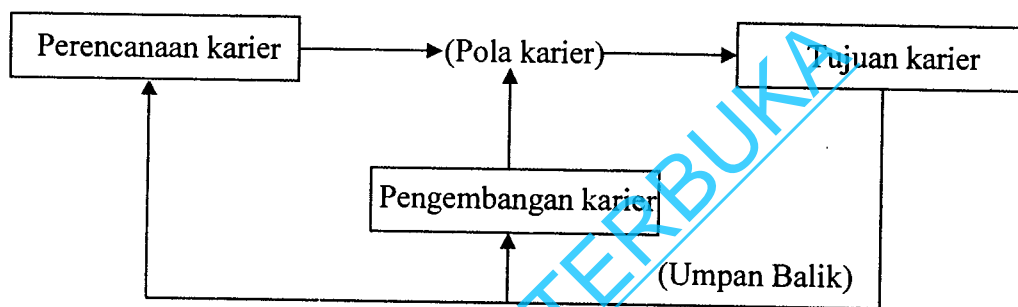 Perencanaan karier
(Pola karier)
Tujuan karier
Pengembangan karier
(Umpan Balik)
TERBUKA